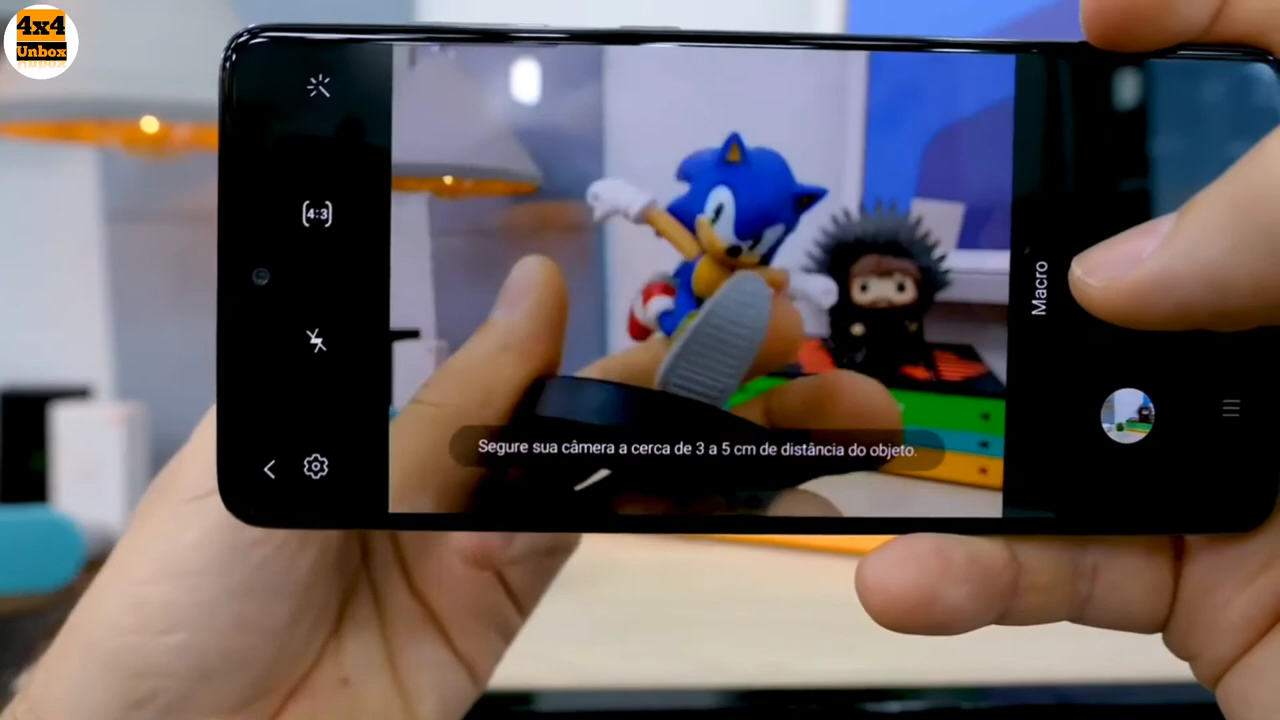 4x4
Unbox
4:3
Macro
Segure sua câmera a cerca de 3 a 5 cm de distância do objeto.